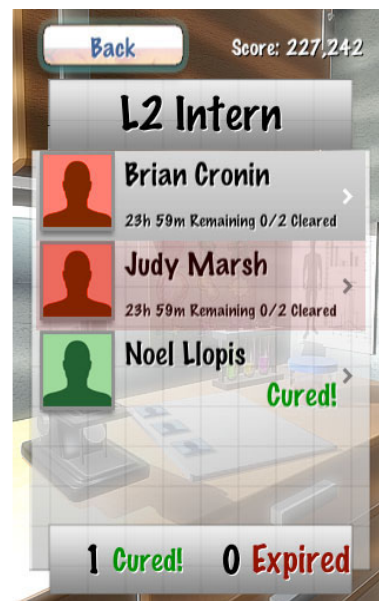 Back
Score: 227,242
L2 Intern
Brian Cronin
23h 59m Remaining 0/2 Cleared
Judy Marsh
23h 59m Remaining 0/2 Cleared
Noel Llopis
Cured!
1 Cured! 0 Expired